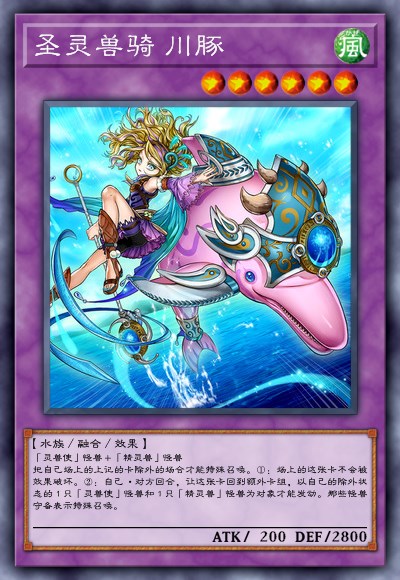 圣灵兽骑 川豚
風
【水族/融合/效果】
「灵兽使」怪兽+「精灵兽」怪兽
把自己场上的上记的卡除外的场合才能特殊召唤。①：场上的这张卡不会被
效果破坏。②：自己·对方回合，让这张卡回到额外卡组，以自己的除外状
态的1只「灵兽使」怪兽和1只「精灵兽」怪兽为对象才能发动。那些怪兽
守备表示特殊召唤。
ATK/ 200 DEF/2800